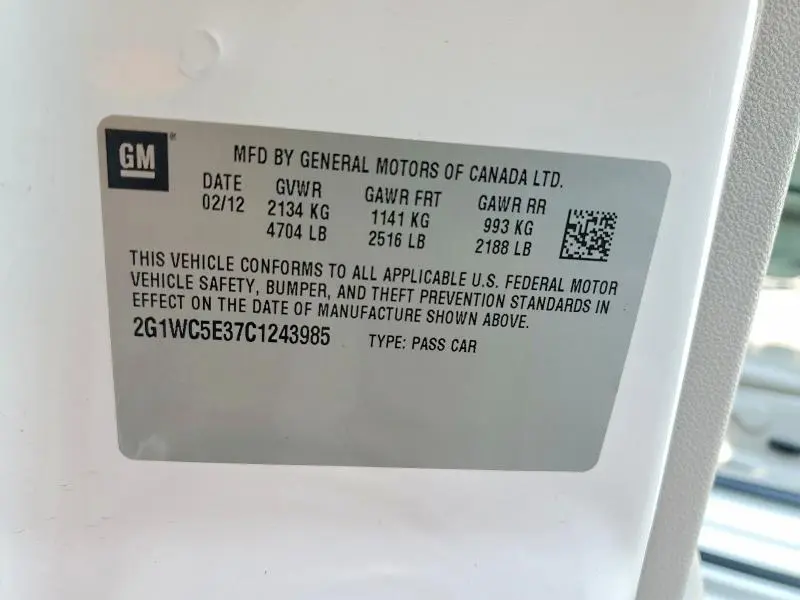 GM ® MFD BY GENERAL MOTORS OF CANADA LTD.
DATE GVWR GAWR FRT GAWR RR
02/12 2134 KG 1141 KG 993 KG
4704 LB 2516 LB 2188 LB
THIS VEHICLE CONFORMS TO ALL APPLICABLE U.S. FEDERAL MOTOR
VEHICLE SAFETY, BUMPER, AND THEFT PREVENTION STANDARDS IN
EFFECT ON THE DATE OF MANUFACTURE SHOWN ABOVE.
2G1WC5E37C1243985 TYPE: PASS CAR